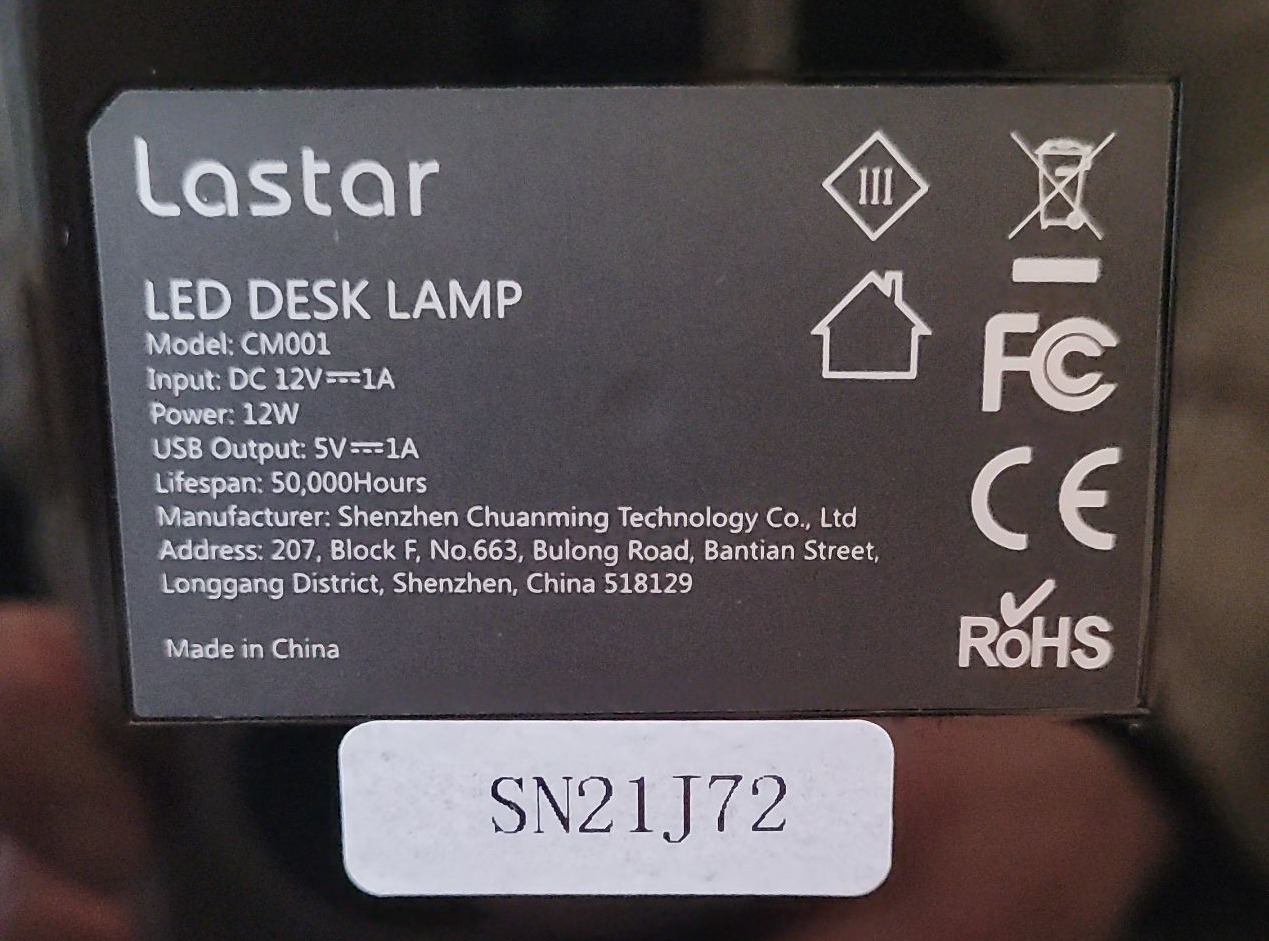 Lastar
III
LED DESK LAMP
Model: CM001
Input: DC 12V⎓1A
Power: 12W
USB Output: 5V⎓1A
Lifespan: 50,000Hours
Manufacturer: Shenzhen Chuanming Technology Co., Ltd
Address: 207, Block F, No.663, Bulong Road, Bantian Street,
Longgang District, Shenzhen, China 518129
Made in China
FC
CE
RoHS
SN21J72